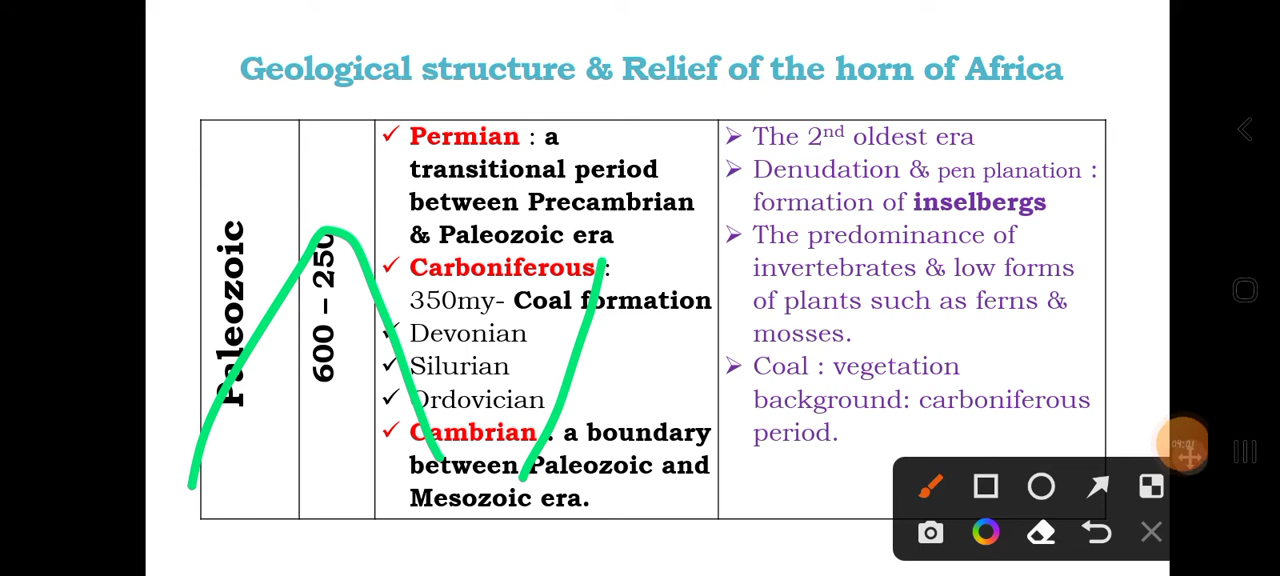 Geological structure & Relief of the horn of Africa
Paleozoic
600 – 250
✓ Permian : a
transitional period
between Precambrian
& Paleozoic era
✓ Carboniferous :
350my- Coal formation
✓ Devonian
✓ Silurian
✓ Ordovician
✓ Cambrian : a boundary
between Paleozoic and
Mesozoic era.
➢ The 2nd oldest era
➢ Denudation & pen planation :
formation of inselbergs
➢ The predominance of
invertebrates & low forms
of plants such as ferns &
mosses.
➢ Coal : vegetation
background: carboniferous
period.